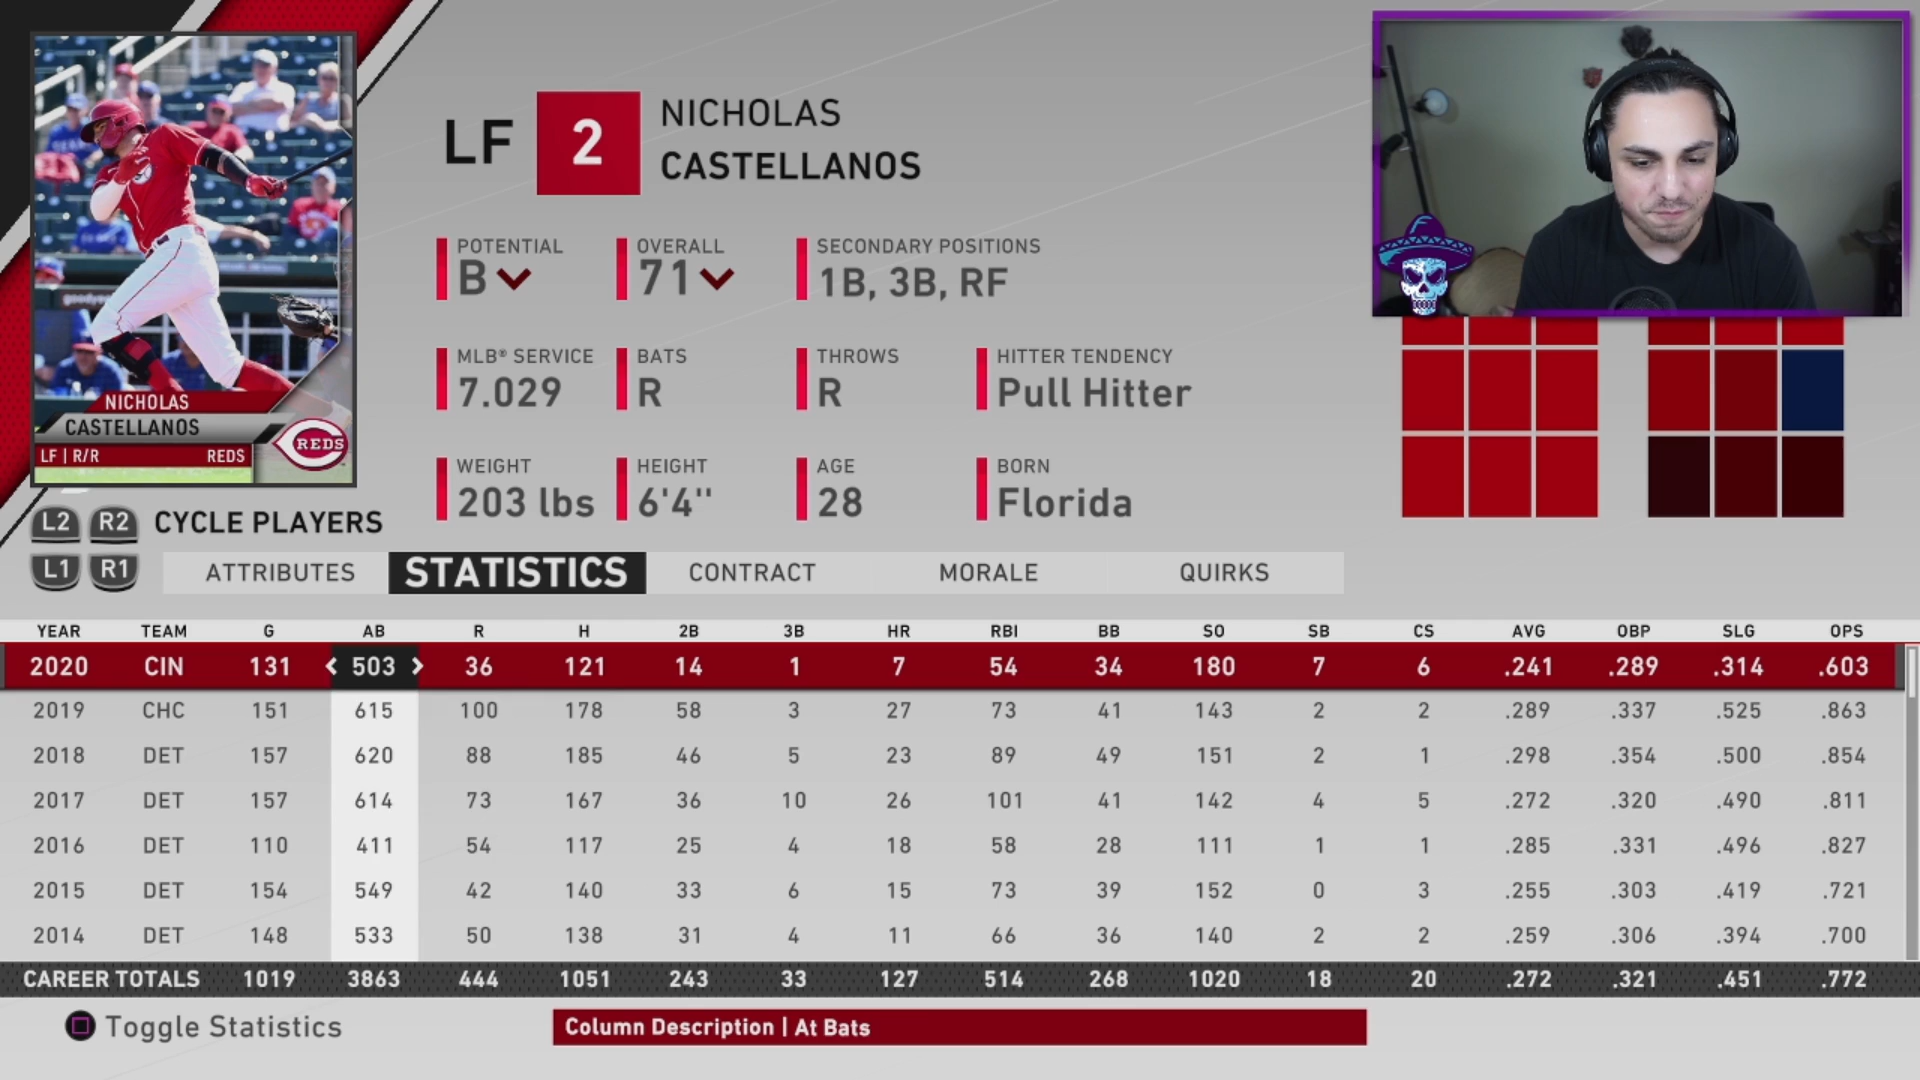 LF 2 NICHOLAS
CASTELLANOS
POTENTIAL OVERALL SECONDARY POSITIONS
B 71 1B, 3B, RF
MLB® SERVICE BATS THROWS HITTER TENDENCY
7.029 R R Pull Hitter
WEIGHT HEIGHT AGE BORN
203 lbs 6'4'' 28 Florida
NICHOLAS
CASTELLANOS
LF | R/R REDS
REDS
L2 R2 CYCLE PLAYERS
L1 R1 ATTRIBUTES STATISTICS CONTRACT MORALE QUIRKS
YEAR TEAM G AB R H 2B 3B HR RBI BB SO SB CS AVG OBP SLG OPS
2020 CIN 131 < 503 > 36 121 14 1 7 54 34 180 7 6 .241 .289 .314 .603
2019 CHC 151 615 100 178 58 3 27 73 41 143 2 2 .289 .337 .525 .863
2018 DET 157 620 88 185 46 5 23 89 49 151 2 1 .298 .354 .500 .854
2017 DET 157 614 73 167 36 10 26 101 41 142 4 5 .272 .320 .490 .811
2016 DET 110 411 54 117 25 4 18 58 28 111 1 1 .285 .331 .496 .827
2015 DET 154 549 42 140 33 6 15 73 39 152 0 3 .255 .303 .419 .721
2014 DET 148 533 50 138 31 4 11 66 36 140 2 2 .259 .306 .394 .700
CAREER TOTALS 1019 3863 444 1051 243 33 127 514 268 1020 18 20 .272 .321 .451 .772
Toggle Statistics Column Description | At Bats